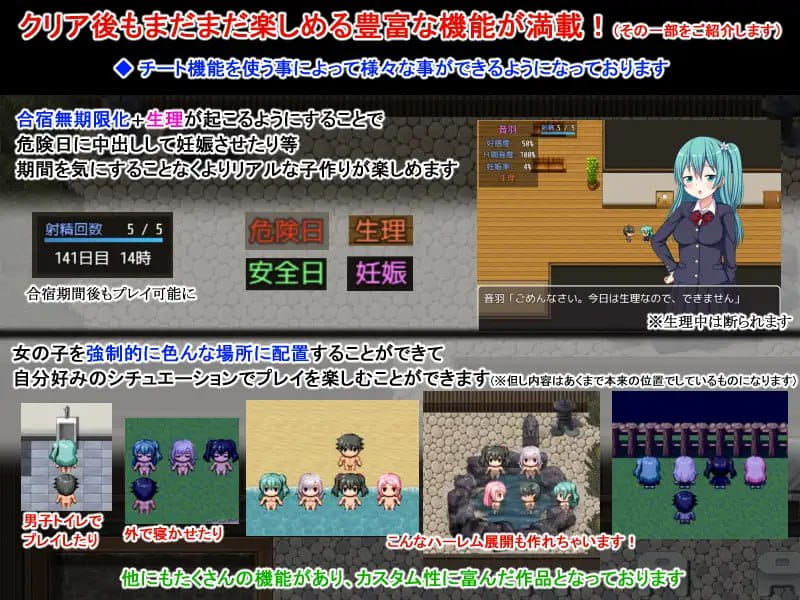 クリア後もまだまだ楽しめる豊富な機能が満載！(その一部をご紹介します)
◆ チート機能を使う事によって様々な事ができるようになっております
合宿無期限化+生理が起こるようにすることで
危険日に中出しして妊娠させたり等
期間を気にすることなくよりリアルな子作りが楽しめます
射精回数 5 / 5
141日目 14時
合宿期間後もプレイ可能に
危険日 生理
安全日 妊娠
音羽 射精 5 / 5
好感度: 50%
H開発度: 100%
妊娠率: 4%
生理
音羽「ごめんなさい。今日は生理なので、できません」
※生理中は断られます
女の子を強制的に色んな場所に配置することができて
自分好みのシチュエーションでプレイを楽しむことができます(※但し内容はあくまで本来の位置でしているものになります)
男子トイレで
プレイしたり
外で寝かせたり
こんなハーレム展開も作れちゃいます！
他にもたくさんの機能があり、カスタム性に富んだ作品となっております